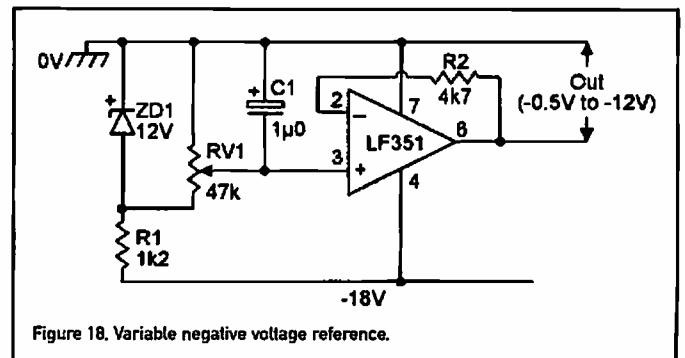 0V
+
ZD1
12V
RV1
47k
R1
1k2
+
C1
1µ0
2
3
−
+
LF351
7
6
4
R2
4k7
Out
(-0.5V to -12V)
-18V
Figure 18. Variable negative voltage reference.